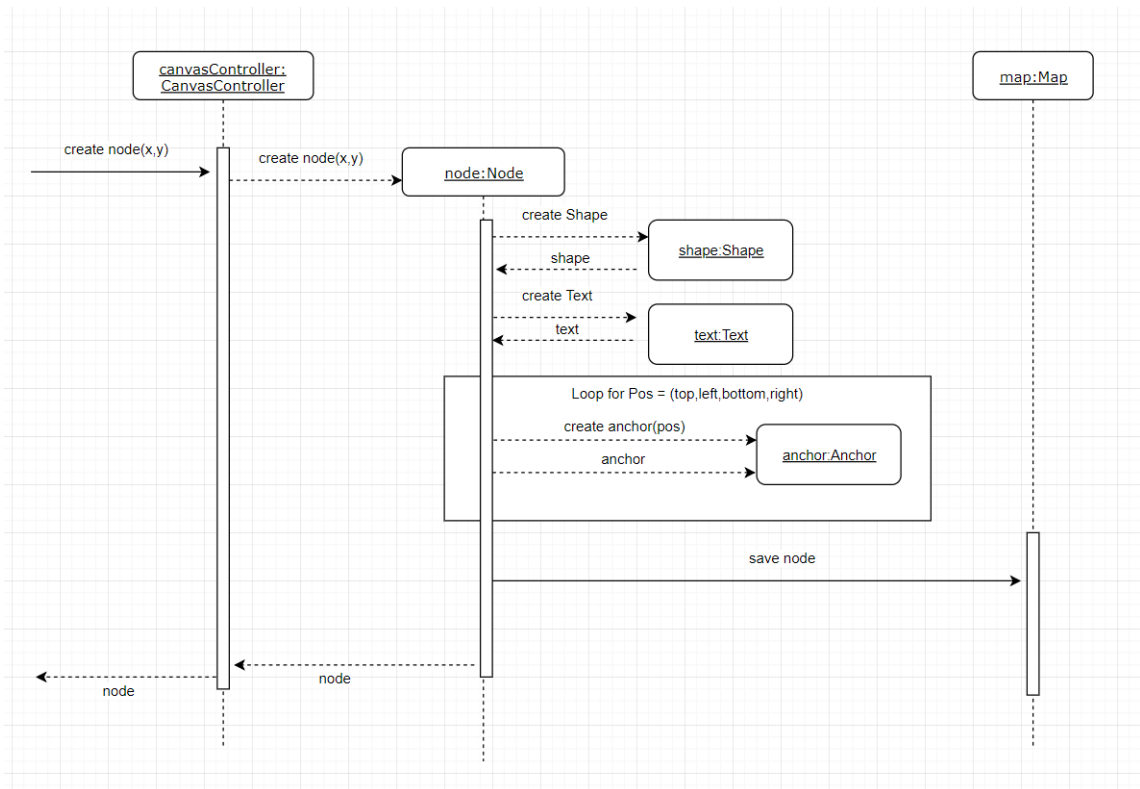 canvasController:
CanvasController
map:Map
create node(x,y)
create node(x,y)
node:Node
create Shape
shape:Shape
shape
create Text
text
text:Text
Loop for Pos = (top,left,bottom,right)
create anchor(pos)
anchor:Anchor
anchor
save node
node
node